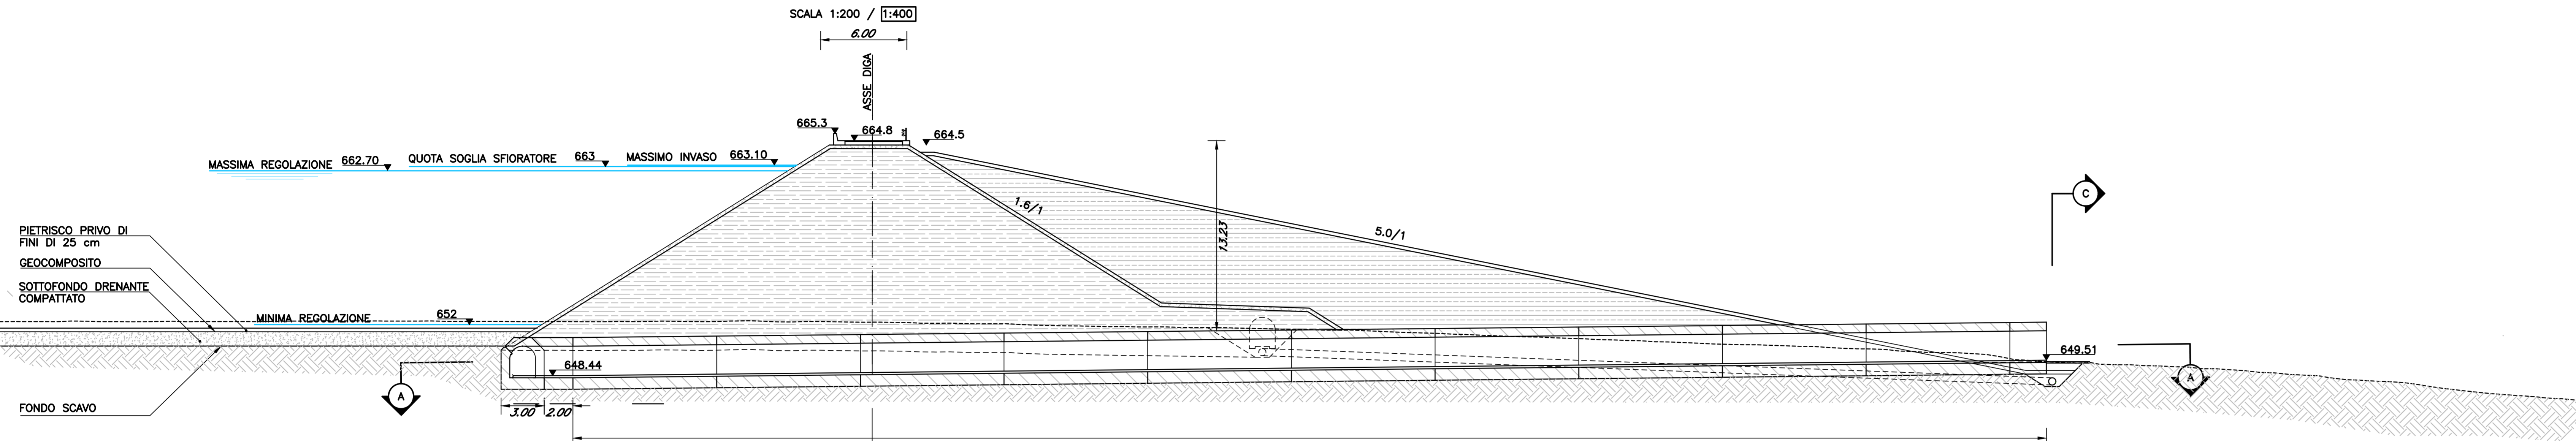 SCALA 1:200 / 1:400
6.00
ASSE DIGA
665.3
664.8
664.5
MASSIMA REGOLAZIONE 662.70
QUOTA SOGLIA SFIORATORE 663
MASSIMO INVASO 663.10
1.6/1
13.23
5.0/1
C
PIETRISCO PRIVO DI
FINI DI 25 cm
GEOCOMPOSITO
SOTTOFONDO DRENANTE
COMPATTATO
MINIMA REGOLAZIONE 652
648.44
649.51
A
A
FONDO SCAVO
3.00
2.00